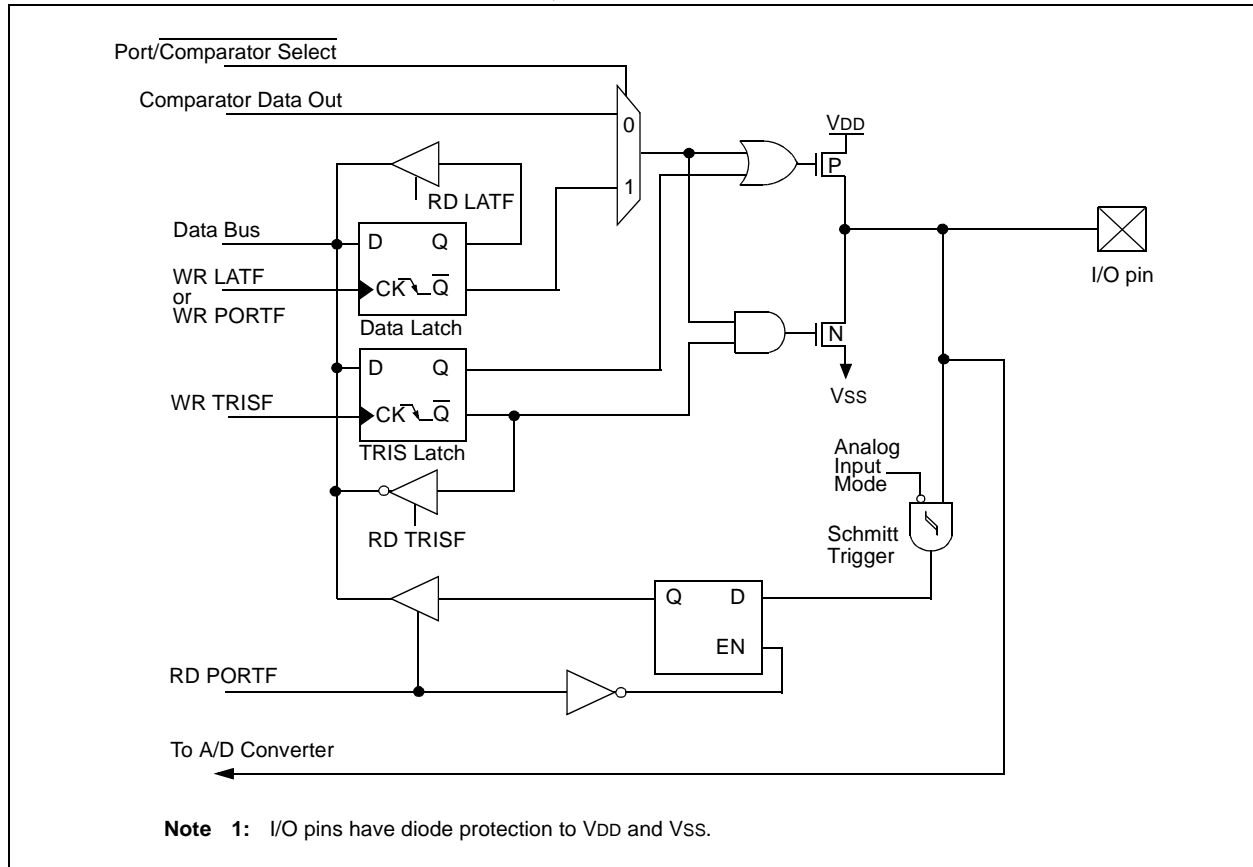 Port/Comparator Select
Comparator Data Out
0
1
VDD
P
RD LATF
Data Bus
D Q
WR LATF
or
WR PORTF
CK Q
Data Latch
I/O pin
N
VSS
D Q
WR TRISF
CK Q
TRIS Latch
Analog
Input
Mode
RD TRISF
Schmitt
Trigger
Q D
EN
RD PORTF
To A/D Converter
Note 1: I/O pins have diode protection to VDD and VSS.